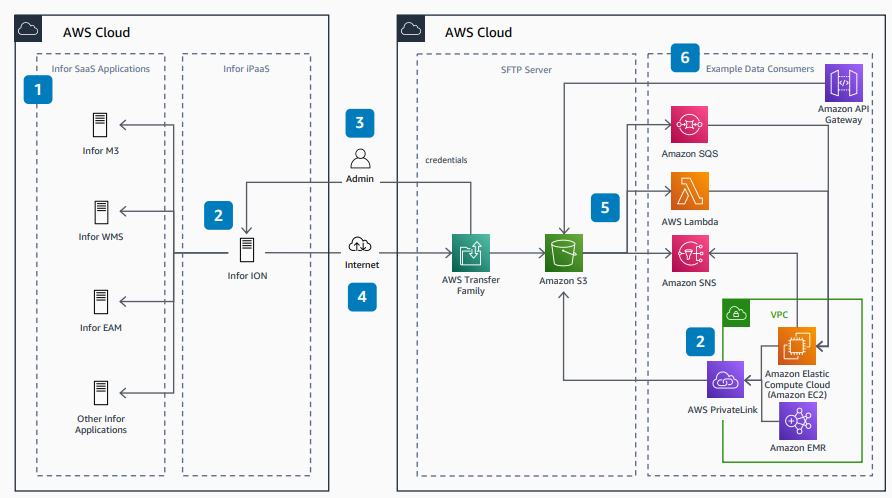 AWS Cloud
Infor SaaS Applications
1
Infor M3
Infor WMS
Infor EAM
Other Infor
Applications
Infor iPaaS
2
Infor ION
3
Admin
Internet
4
AWS Cloud
SFTP Server
credentials
AWS Transfer
Family
Amazon S3
5
6
Example Data Consumers
Amazon API
Gateway
Amazon SQS
AWS Lambda
Amazon SNS
VPC
2
AWS PrivateLink
Amazon Elastic
Compute Cloud
(Amazon EC2)
Amazon EMR